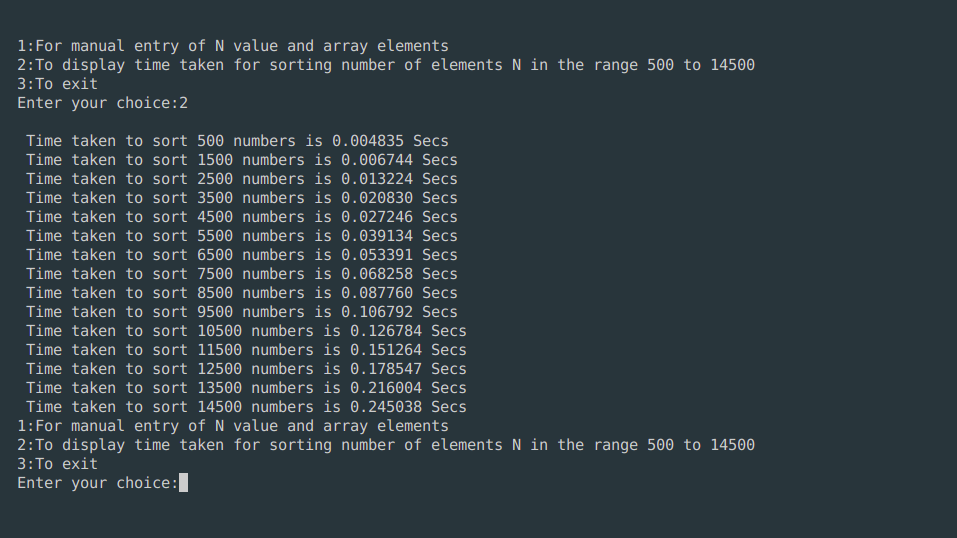 1:For manual entry of N value and array elements
2:To display time taken for sorting number of elements N in the range 500 to 14500
3:To exit
Enter your choice:2
Time taken to sort 500 numbers is 0.004835 Secs
Time taken to sort 1500 numbers is 0.006744 Secs
Time taken to sort 2500 numbers is 0.013224 Secs
Time taken to sort 3500 numbers is 0.020830 Secs
Time taken to sort 4500 numbers is 0.027246 Secs
Time taken to sort 5500 numbers is 0.039134 Secs
Time taken to sort 6500 numbers is 0.053391 Secs
Time taken to sort 7500 numbers is 0.068258 Secs
Time taken to sort 8500 numbers is 0.087760 Secs
Time taken to sort 9500 numbers is 0.106792 Secs
Time taken to sort 10500 numbers is 0.126784 Secs
Time taken to sort 11500 numbers is 0.151264 Secs
Time taken to sort 12500 numbers is 0.178547 Secs
Time taken to sort 13500 numbers is 0.216004 Secs
Time taken to sort 14500 numbers is 0.245038 Secs
1:For manual entry of N value and array elements
2:To display time taken for sorting number of elements N in the range 500 to 14500
3:To exit
Enter your choice: